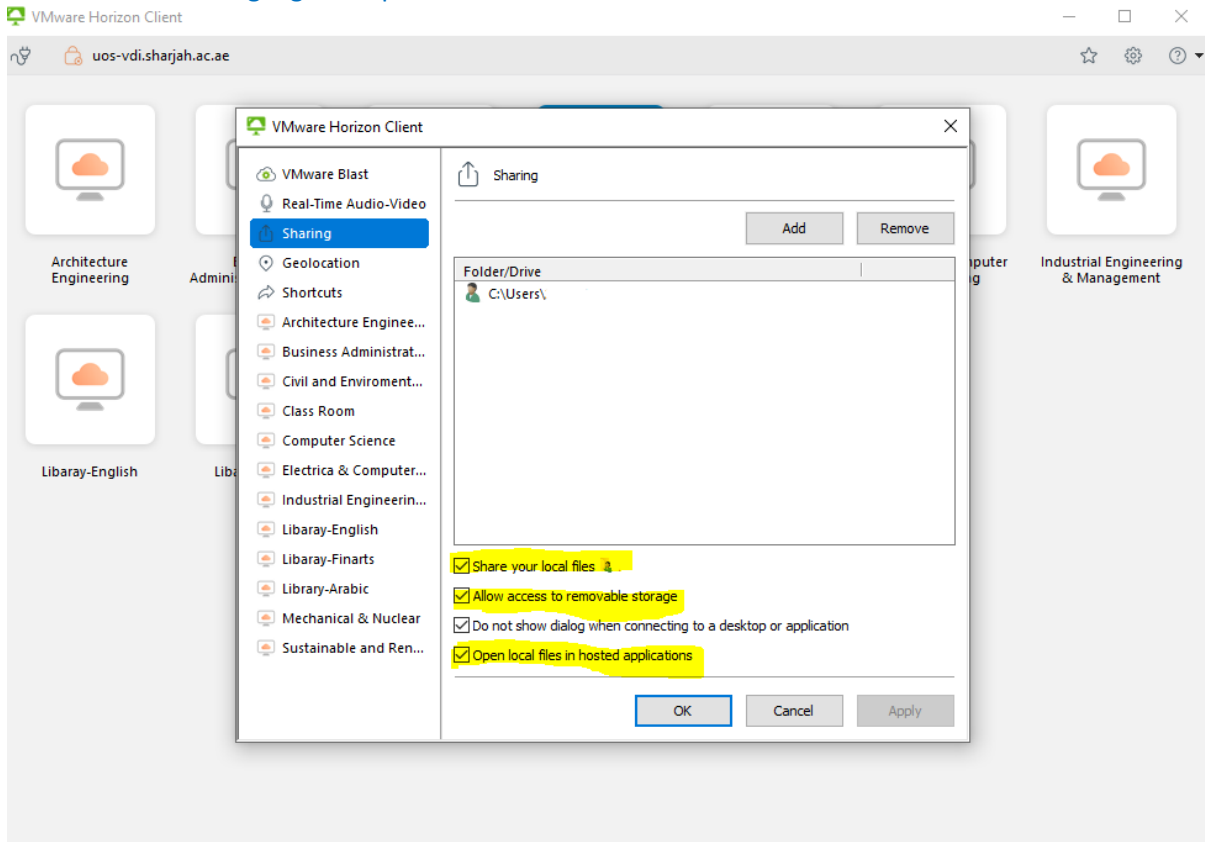 VMware Horizon Client
uos-vdi.sharjah.ac.ae
VMware Horizon Client
VMware Blast
Real-Time Audio-Video
Sharing
Geolocation
Shortcuts
Architecture Enginee...
Business Administrat...
Civil and Enviroment...
Class Room
Computer Science
Electrica & Computer...
Industrial Engineerin...
Libaray-English
Libaray-Finarts
Library-Arabic
Mechanical & Nuclear
Sustainable and Ren...
Sharing
Add Remove
Folder/Drive
C:\Users\
Share your local files
Allow access to removable storage
Do not show dialog when connecting to a desktop or application
Open local files in hosted applications
OK Cancel Apply
Architecture
Engineering
Industrial Engineering
& Management
Libaray-English